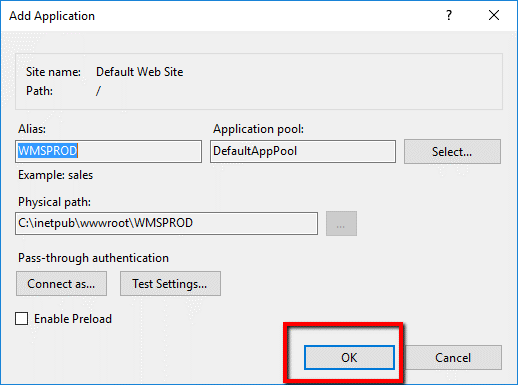 Add Application
?
Site name: Default Web Site
Path: /
Alias: Application pool:
WMSPROD DefaultAppPool Select...
Example: sales
Physical path:
C:\inetpub\wwwroot\WMSPROD ...
Pass-through authentication
Connect as... Test Settings...
Enable Preload
OK Cancel